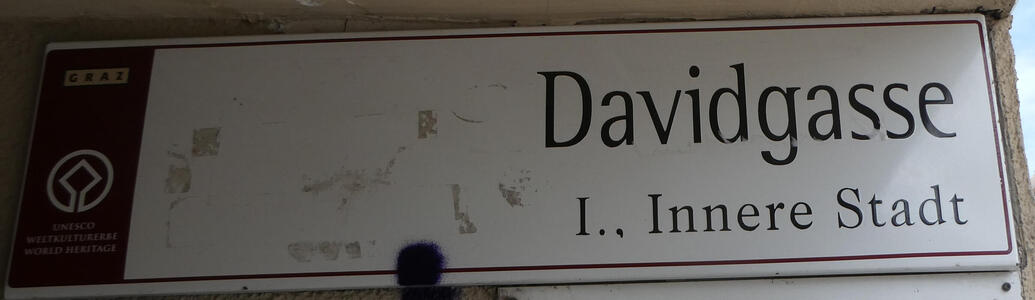 GRAZ
UNESCO
WELTKULTURERBE
WORLD HERITAGE
Davidgasse
I., Innere Stadt